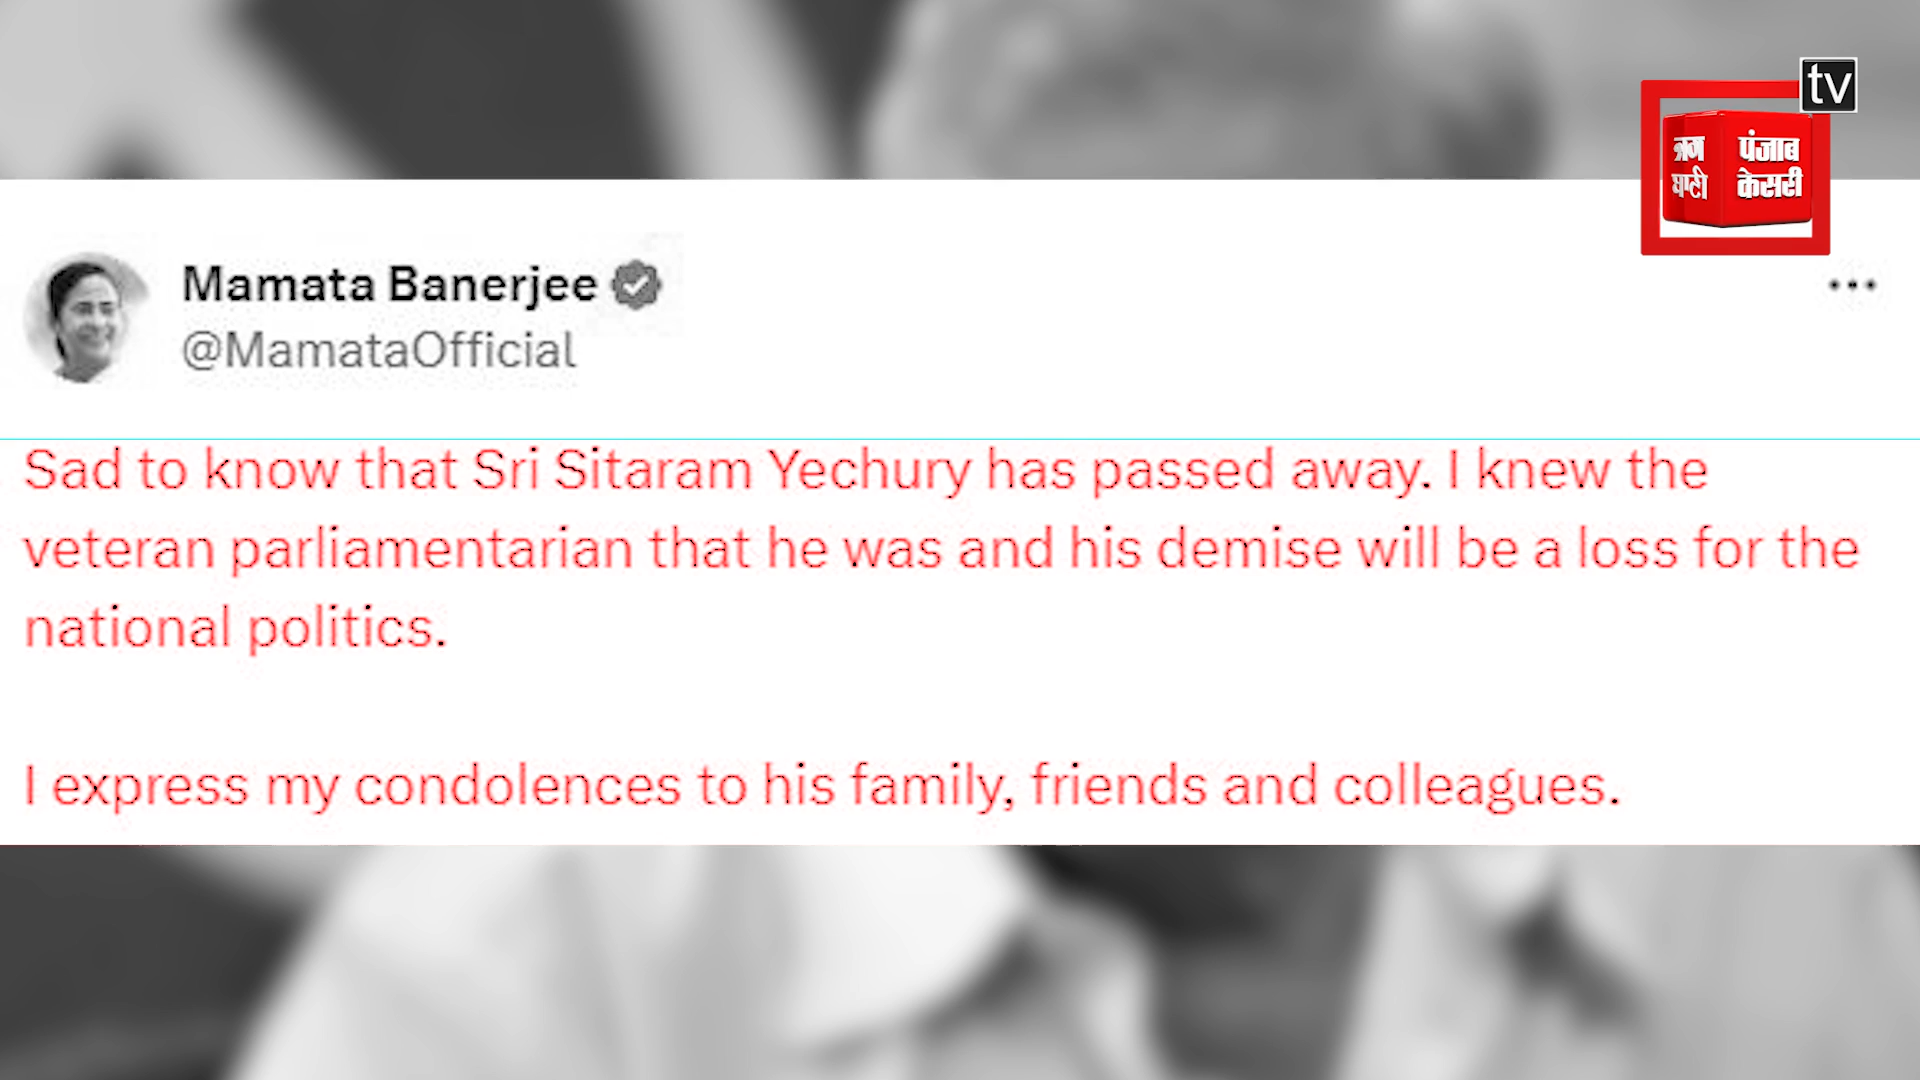 tv
पंजाब
केसरी
Mamata Banerjee
@MamataOfficial
Sad to know that Sri Sitaram Yechury has passed away. I knew the
veteran parliamentarian that he was and his demise will be a loss for the
national politics.
I express my condolences to his family, friends and colleagues.